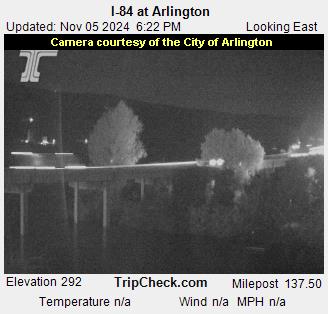 I-84 at Arlington
Updated: Nov 05 2024 6:22 PM Looking East
Camera courtesy of the City of Arlington
Elevation 292 TripCheck.com Milepost 137.50
Temperature n/a Wind n/a MPH n/a